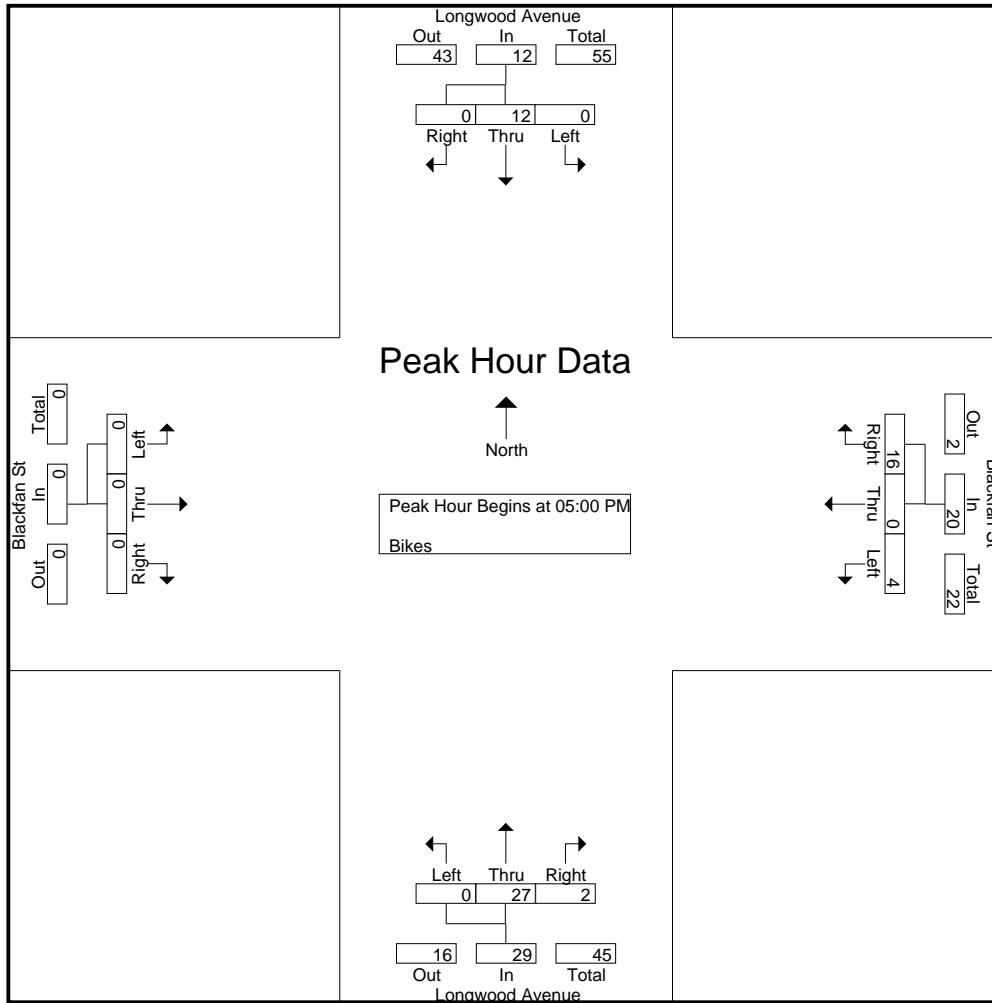 Longwood Avenue
Out In Total
43 12 55
0 12 0
Right Thru Left
Peak Hour Data
North
Peak Hour Begins at 05:00 PM
Bikes
Blackfan St
Total In Out
0 0 0
0 0 0
Left Thru Right
Blackfan St
Out In Total
2 20 22
16 0 4
Right Thru Left
Left Thru Right
0 27 2
16 29 45
Out In Total
Longwood Avenue